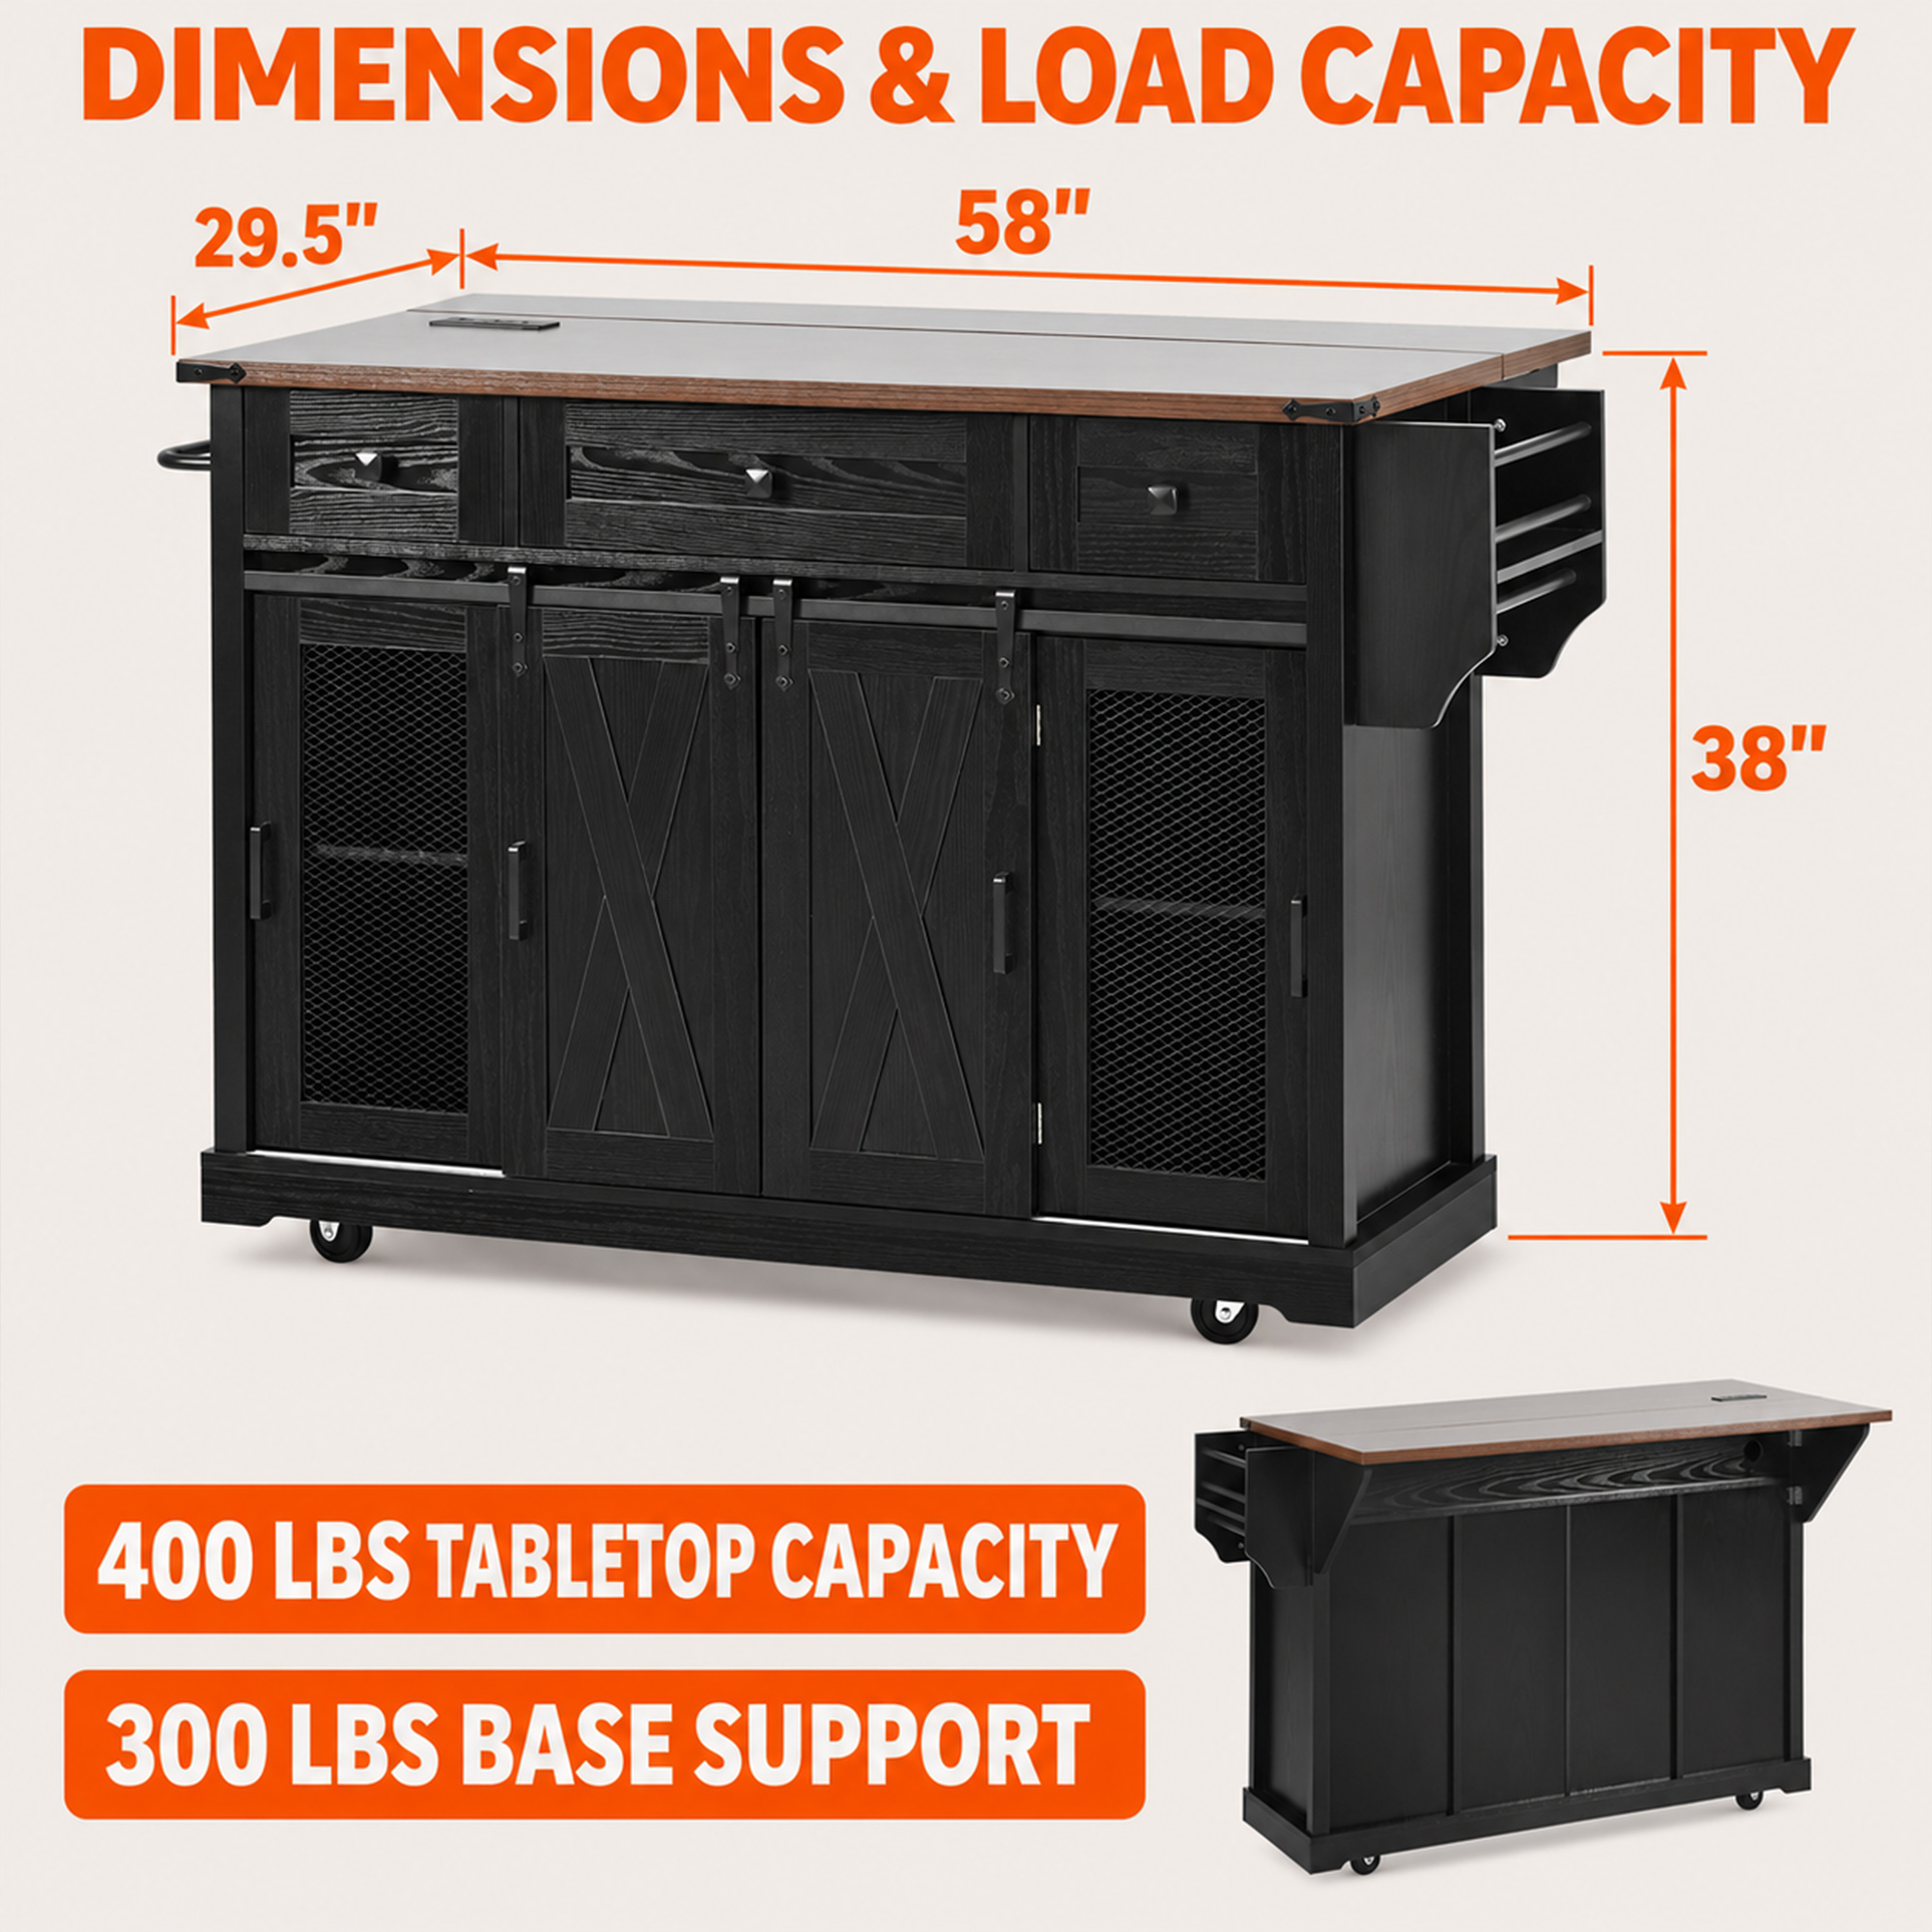 DIMENSIONS & LOAD CAPACITY
29.5"
58"
38"
400 LBS TABLETOP CAPACITY
300 LBS BASE SUPPORT